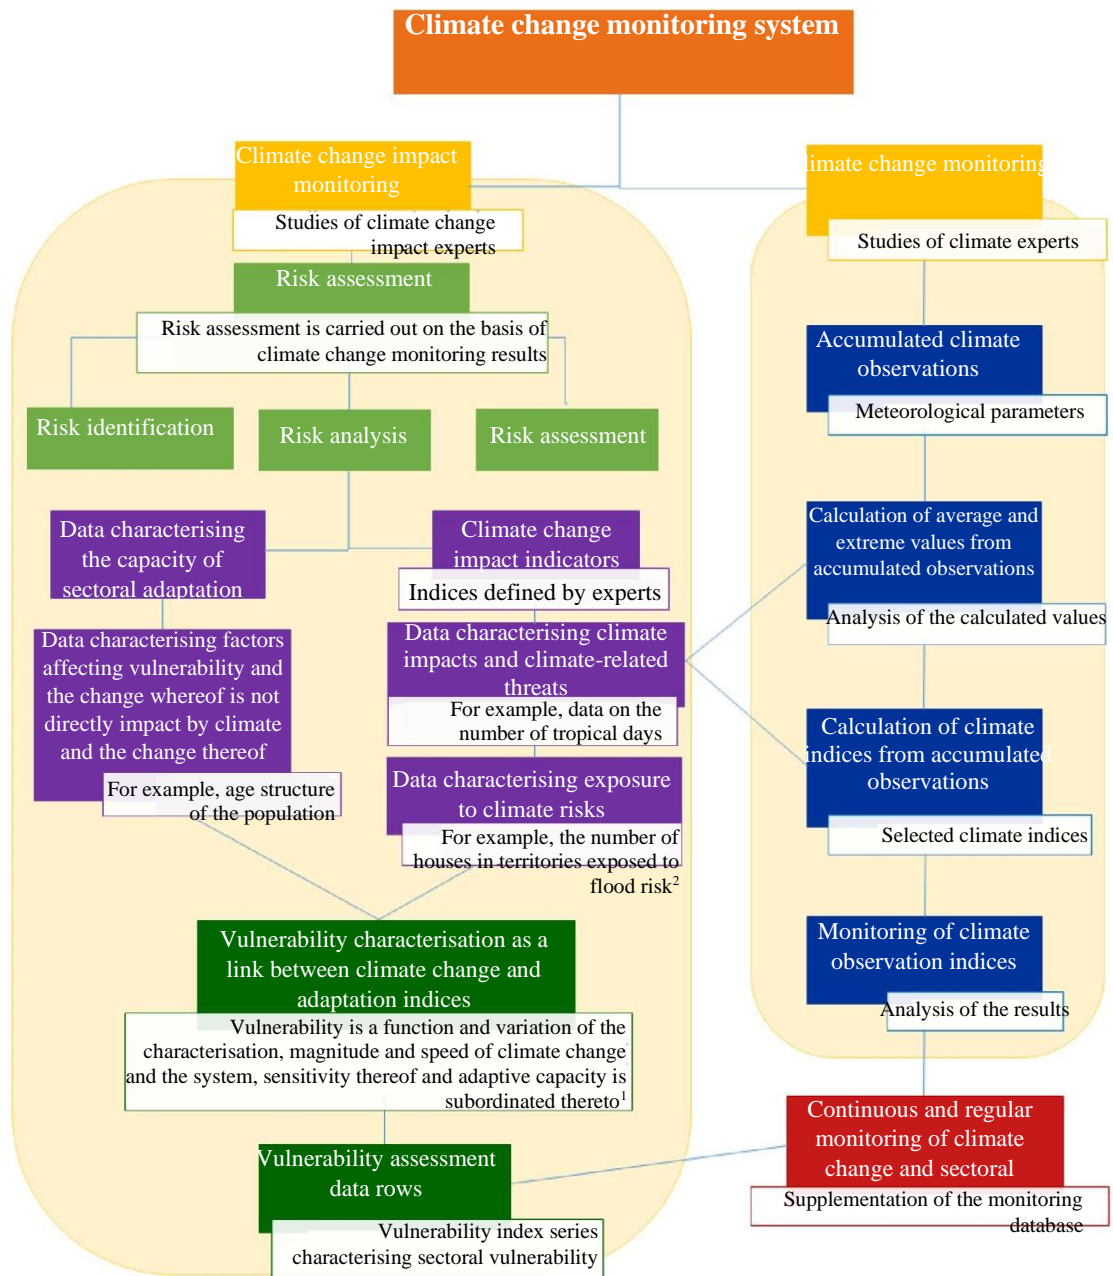 Climate change monitoring system
Climate change impact
monitoring
Studies of climate change
impact experts
Risk assessment
Risk assessment is carried out on the basis of
climate change monitoring results
Risk identification
Risk analysis
Risk assessment
Data characterising
the capacity of
sectoral adaptation
Climate change
impact indicators
Indices defined by experts
Data characterising factors
affecting vulnerability and
the change whereof is not
directly impact by climate
and the change thereof
For example, age structure
of the population
Data characterising climate
impacts and climate-related
threats
For example, data on the
number of tropical days
Data characterising exposure
to climate risks
For example, the number of
houses in territories exposed to
flood risk²
Vulnerability characterisation as a
link between climate change and
adaptation indices
Vulnerability is a function and variation of the
characterisation, magnitude and speed of climate change
and the system, sensitivity thereof and adaptive capacity is
subordinated thereto¹
Vulnerability assessment
data rows
Vulnerability index series
characterising sectoral vulnerability
limate change monitoring
Studies of climate experts
Accumulated climate
observations
Meteorological parameters
Calculation of average and
extreme values from
accumulated observations
Analysis of the calculated values
Calculation of climate
indices from accumulated
observations
Selected climate indices
Monitoring of climate
observation indices
Analysis of the results
Continuous and regular
monitoring of climate
change and sectoral
Supplementation of the monitoring
database